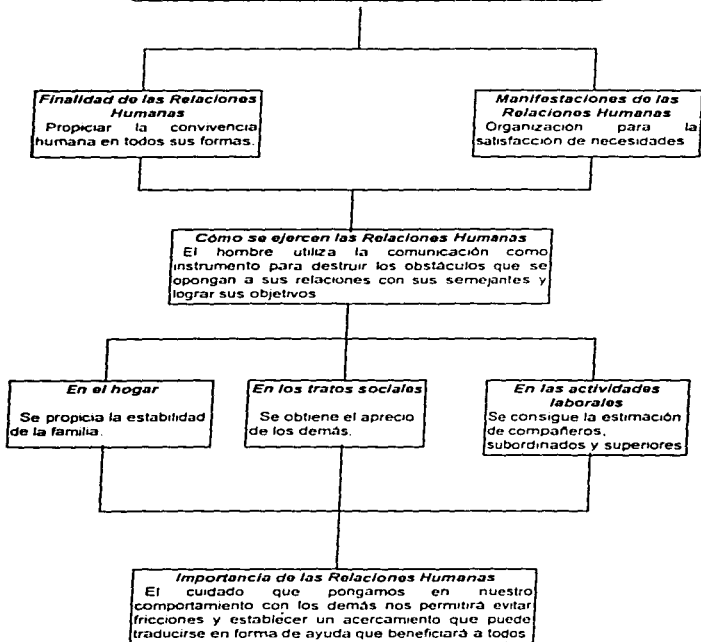 Finalidad de las Relaciones
Humanas
Propiciar la convivencia
humana en todos sus formas.
Manifestaciones de las
Relaciones Humanas
Organización para la
satisfacción de necesidades
Cómo se ejercen las Relaciones Humanas
El hombre utiliza la comunicación como
instrumento para destruir los obstáculos que se
opongan a sus relaciones con sus semejantes y
lograr sus objetivos
En el hogar
Se propicia la estabilidad
de la familia.
En los tratos sociales
Se obtiene el aprecio
de los demás.
En las actividades
laborales
Se consigue la estimación
de compañeros,
subordinados y superiores
Importancia de las Relaciones Humanas
El cuidado que pongamos en nuestro
comportamiento con los demás nos permitirá evitar
fricciones y establecer un acercamiento que puede
traducirse en forma de ayuda que beneficiará a todos